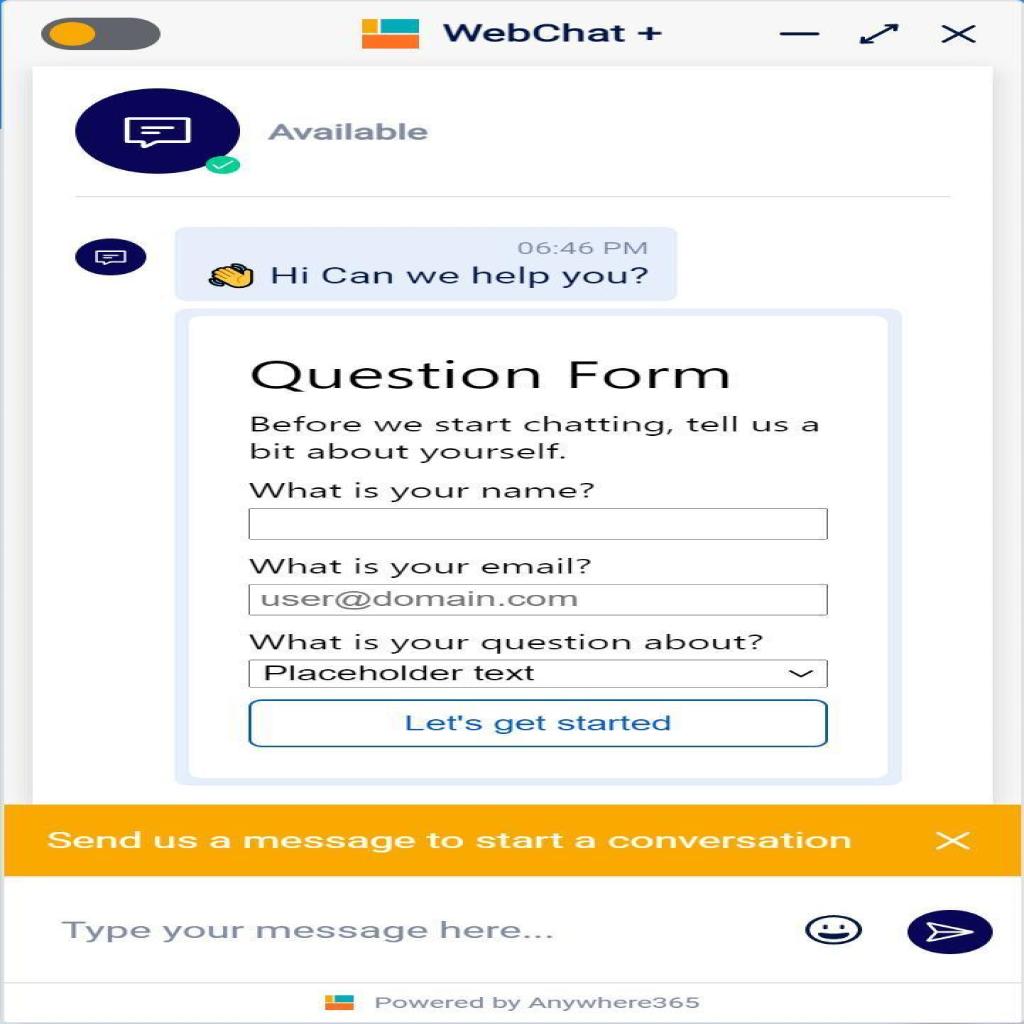 WebChat +
Available
06:46 PM
👋 Hi Can we help you?
Question Form
Before we start chatting, tell us a
bit about yourself.
What is your name?
What is your email?
user@domain.com
What is your question about?
Placeholder text
Let's get started
Send us a message to start a conversation
Type your message here...
Powered by Anywhere365